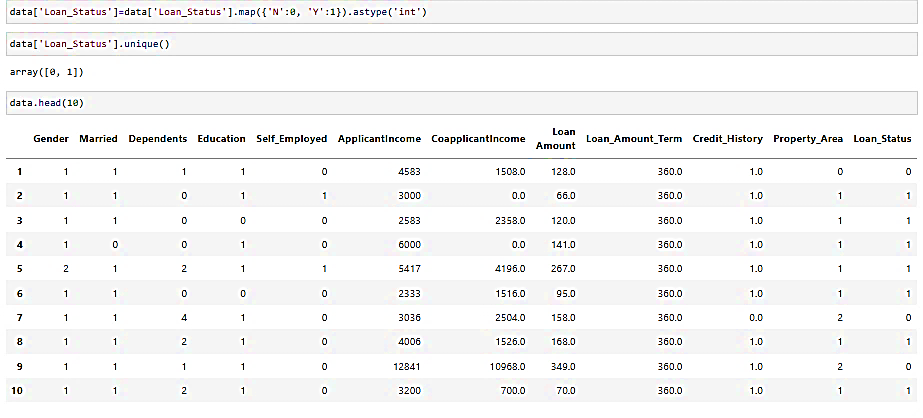 data['Loan_Status']=data['Loan_Status'].map({'N':0, 'Y':1}).astype('int')
data['Loan_Status'].unique()
array([0, 1])
data.head(10)
Gender Married Dependents Education Self_Employed ApplicantIncome CoapplicantIncome Loan Amount Loan_Amount_Term Credit_History Property_Area Loan_Status
1 1 1 1 1 0 4583 1508.0 128.0 360.0 1.0 0 0
2 1 1 0 1 1 3000 0.0 66.0 360.0 1.0 1 1
3 1 1 0 0 0 2583 2358.0 120.0 360.0 1.0 1 1
4 1 0 0 1 0 6000 0.0 141.0 360.0 1.0 1 1
5 2 1 2 1 1 5417 4196.0 267.0 360.0 1.0 1 1
6 1 1 0 0 0 2333 1516.0 95.0 360.0 1.0 1 1
7 1 1 4 1 0 3036 2504.0 158.0 360.0 0.0 2 0
8 1 1 2 1 0 4006 1526.0 168.0 360.0 1.0 1 1
9 1 1 1 1 0 12841 10968.0 349.0 360.0 1.0 2 0
10 1 1 2 1 0 3200 700.0 70.0 360.0 1.0 1 1